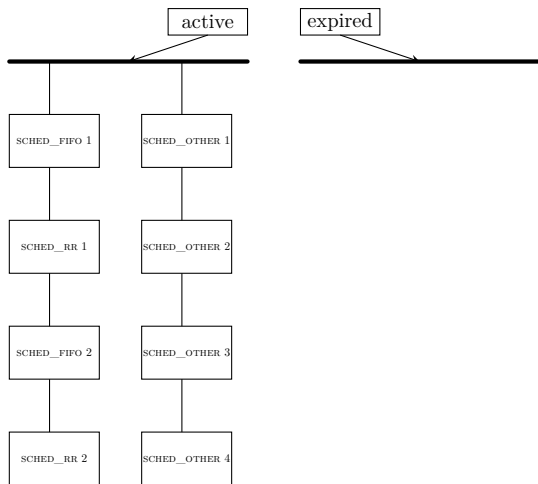 active
expired
SCHED_FIFO 1
SCHED_OTHER 1
SCHED_RR 1
SCHED_OTHER 2
SCHED_FIFO 2
SCHED_OTHER 3
SCHED_RR 2
SCHED_OTHER 4